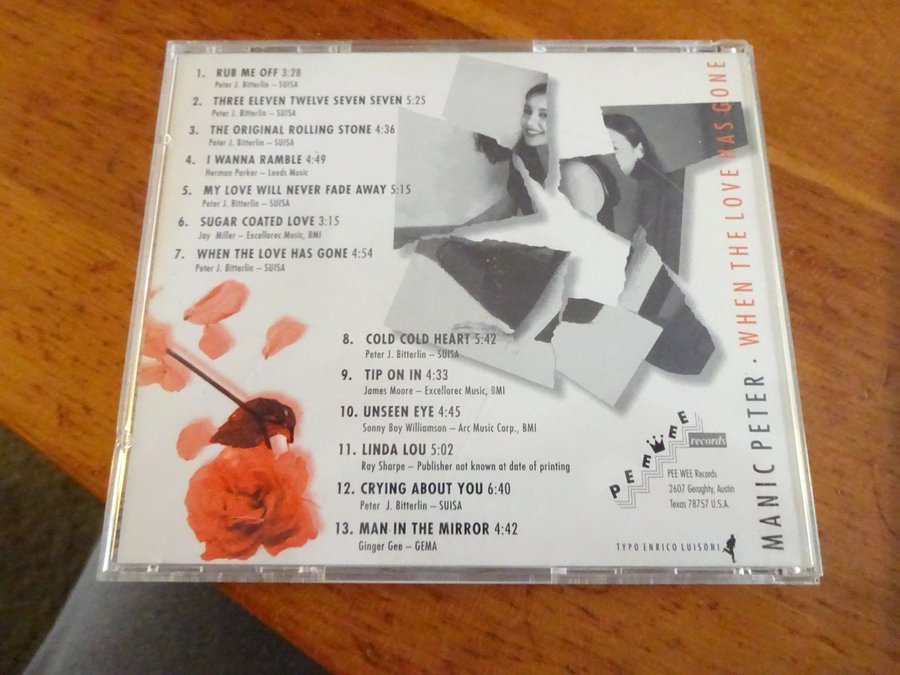 1. RUB ME OFF 3:28
Peter J. Bitterlin – SUISA
2. THREE ELEVEN TWELVE SEVEN SEVEN 5:25
Peter J. Bitterlin – SUISA
3. THE ORIGINAL ROLLING STONE 4:36
Peter J. Bitterlin – SUISA
4. I WANNA RAMBLE 4:49
Herman Parker – Leeds Music
5. MY LOVE WILL NEVER FADE AWAY 5:15
Peter J. Bitterlin – SUISA
6. SUGAR COATED LOVE 3:15
Jay Miller – Excellorec Music, BMI
7. WHEN THE LOVE HAS GONE 4:54
Peter J. Bitterlin – SUISA
8. COLD COLD HEART 5:42
Peter J. Bitterlin – SUISA
9. TIP ON IN 4:33
James Moore – Excellorec Music, BMI
10. UNSEEN EYE 4:45
Sonny Boy Williamson – Arc Music Corp., BMI
11. LINDA LOU 5:02
Ray Sharpe – Publisher not known at date of printing
12. CRYING ABOUT YOU 6:40
Peter J. Bitterlin – SUISA
13. MAN IN THE MIRROR 4:42
Ginger Gee – GEMA
PEE WEE records
PEE WEE Records
2607 Geraghty, Austin
Texas 78757 U.S.A.
TYPO ENRICO LUISONI
MANIC PETER · WHEN THE LOVE HAS GONE